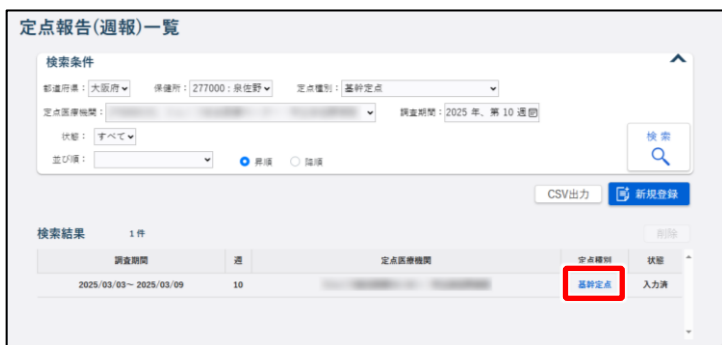 定点報告(週報)一覧
検索条件
都道府県： 大阪府 保健所： 277000：泉佐野 定点種別： 基幹定点
定点医療機関： 調査期間： 2025 年、第 10 週
状態： すべて
並び順： 昇順 降順
検索
CSV出力 新規登録
検索結果 1 件 削除
調査期間 週 定点医療機関 定点種別 状態
2025/03/03～ 2025/03/09 10 基幹定点 入力済